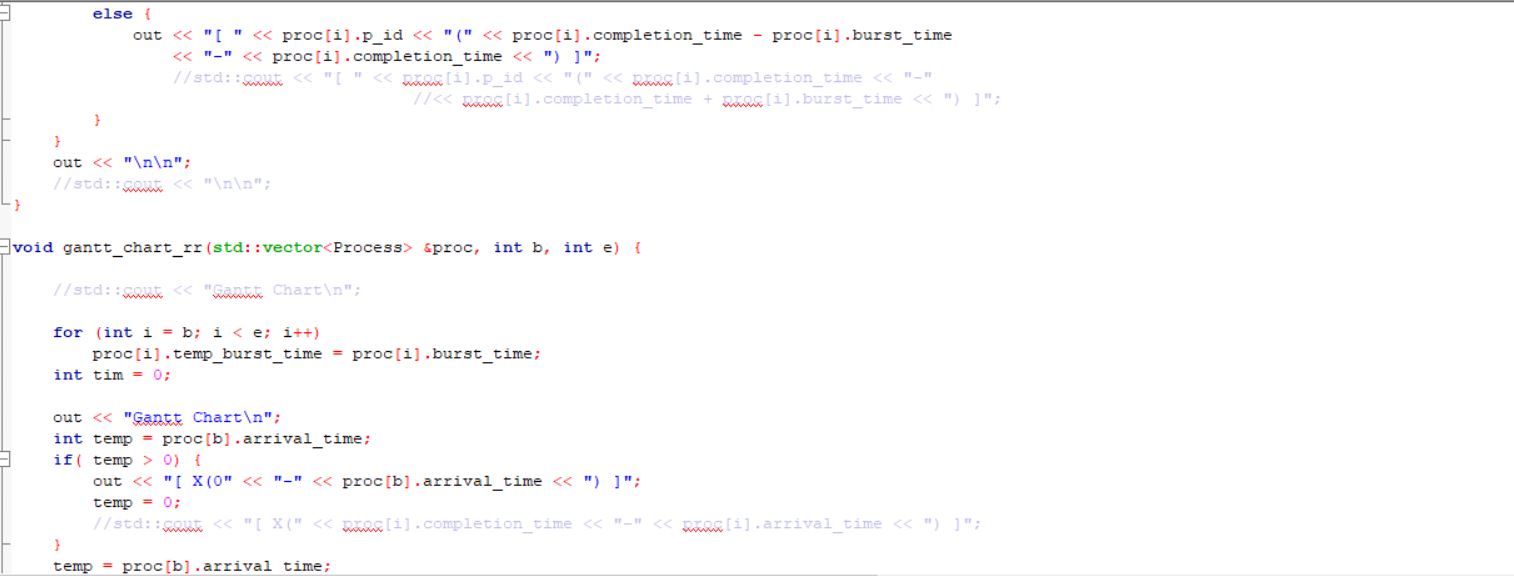 else {
out << "[ " << proc[i].p_id << "(" << proc[i].completion_time - proc[i].burst_time
<< "-" << proc[i].completion_time << ") ]";
//std::cout << "[ " << proc[i].p_id << "(" << proc[i].completion_time << "-"
//<< proc[i].completion_time + proc[i].burst_time << ") ]";
}
}
out << "\n\n";
//std::cout << "\n\n";
}
void gantt_chart_rr(std::vector<Process> &proc, int b, int e) {
//std::cout << "Gantt Chart\n";
for (int i = b; i < e; i++)
proc[i].temp_burst_time = proc[i].burst_time;
int tim = 0;
out << "Gantt Chart\n";
int temp = proc[b].arrival_time;
if( temp > 0) {
out << "[ X(0" << "-" << proc[b].arrival_time << ") ]";
temp = 0;
//std::cout << "[ X(" << proc[i].completion_time << "-" << proc[i].arrival_time << ") ]";
}
temp = proc[b].arrival_time;